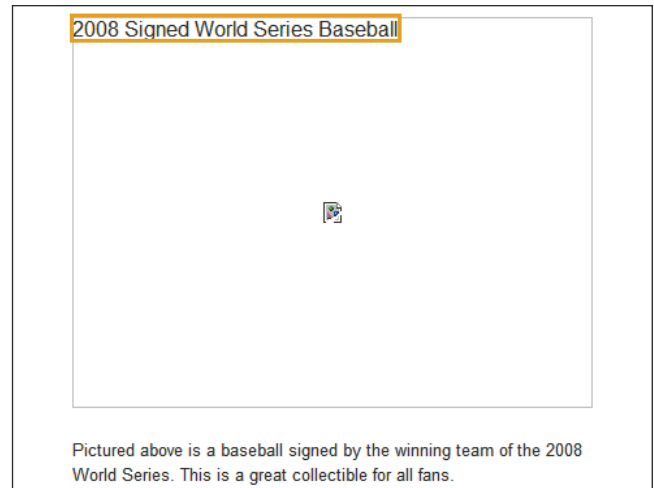 2008 Signed World Series Baseball
Pictured above is a baseball signed by the winning team of the 2008
World Series. This is a great collectible for all fans.